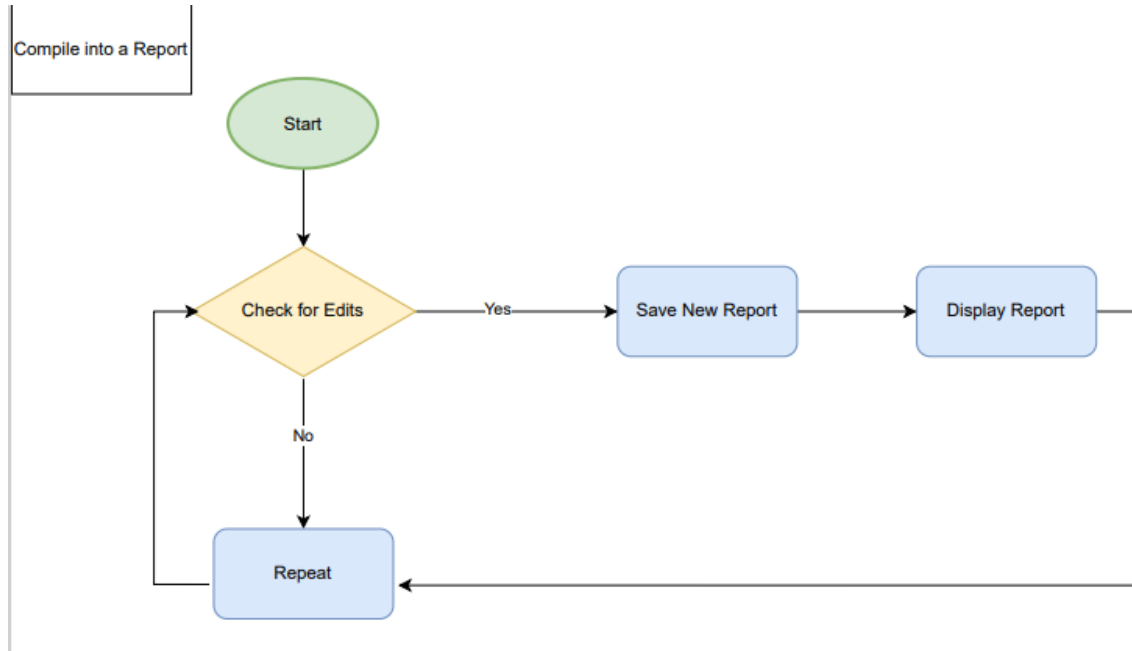 Compile into a Report
Start
Check for Edits
Yes
Save New Report
Display Report
No
Repeat